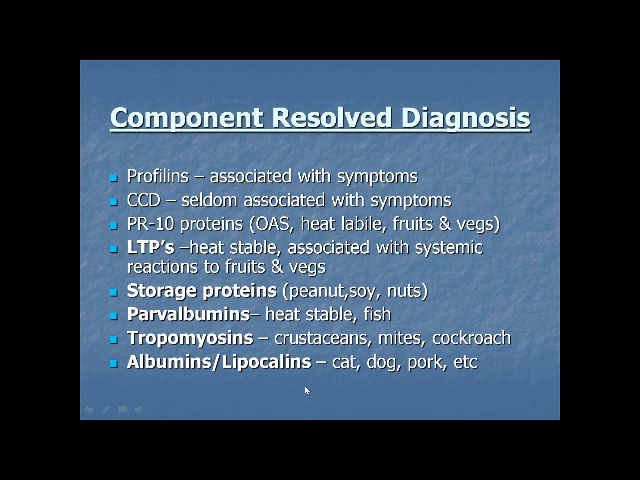 Component Resolved Diagnosis
Profilins – associated with symptoms
CCD – seldom associated with symptoms
PR-10 proteins (OAS, heat labile, fruits & vegs)
LTP's –heat stable, associated with systemic
reactions to fruits & vegs
Storage proteins (peanut,soy, nuts)
Parvalbumins– heat stable, fish
Tropomyosins – crustaceans, mites, cockroach
Albumins/Lipocalins – cat, dog, pork, etc